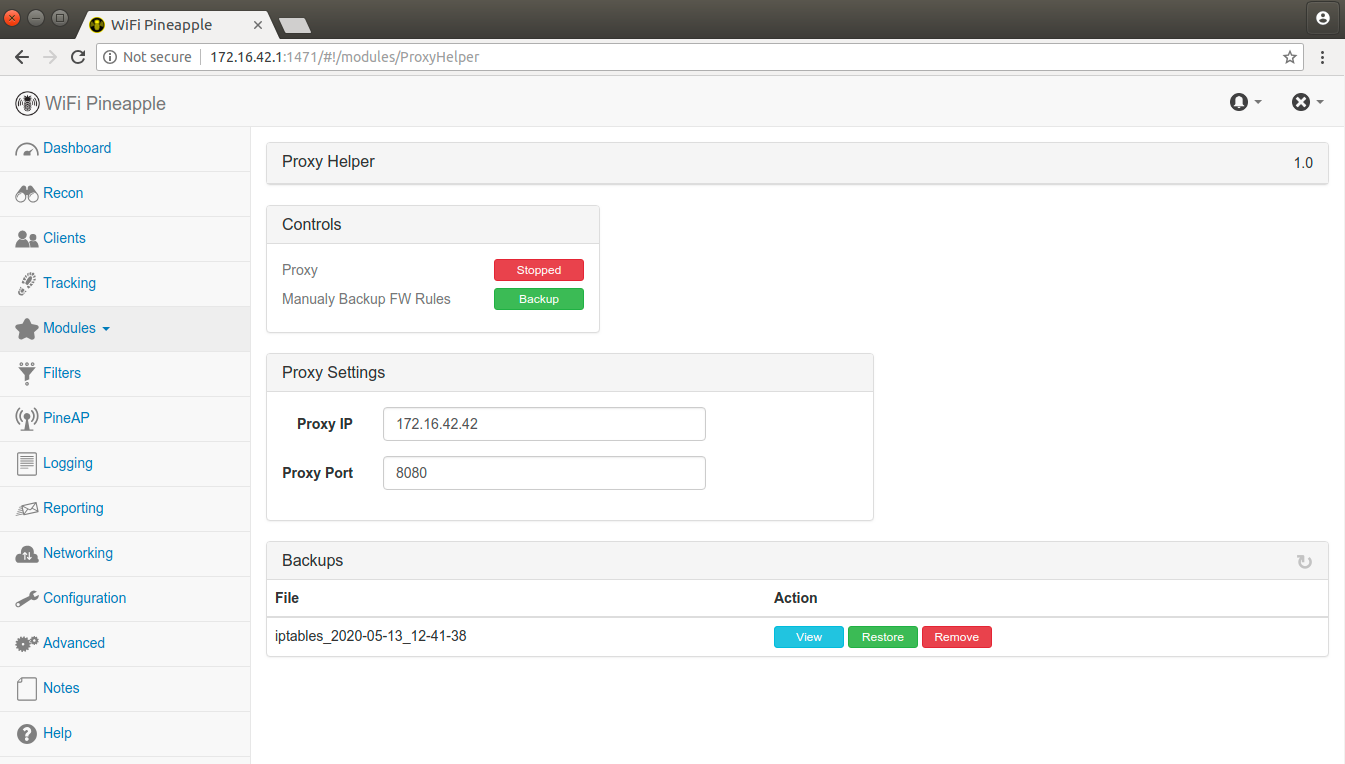 WiFi Pineapple
Not secure 172.16.42.1:1471/#!/modules/ProxyHelper
WiFi Pineapple
Dashboard
Recon
Clients
Tracking
Modules
Filters
PineAP
Logging
Reporting
Networking
Configuration
Advanced
Notes
Help
Proxy Helper 1.0
Controls
Proxy Stopped
Manualy Backup FW Rules Backup
Proxy Settings
Proxy IP 172.16.42.42
Proxy Port 8080
Backups
File Action
iptables_2020-05-13_12-41-38 View Restore Remove